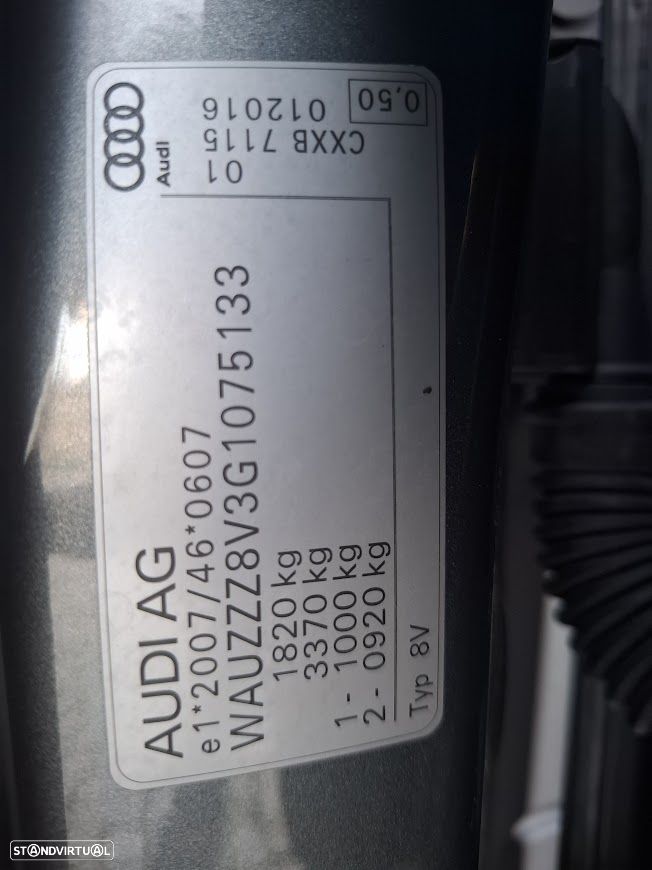 AUDI AG
e1*2007/46*0607
WAUZZZ8V3G1075133
1820 kg
3370 kg
1- 1000 kg
2- 0920 kg
Typ 8V
Audi
01
CXXB 7115
012016
0,50
STANDVIRTUAL